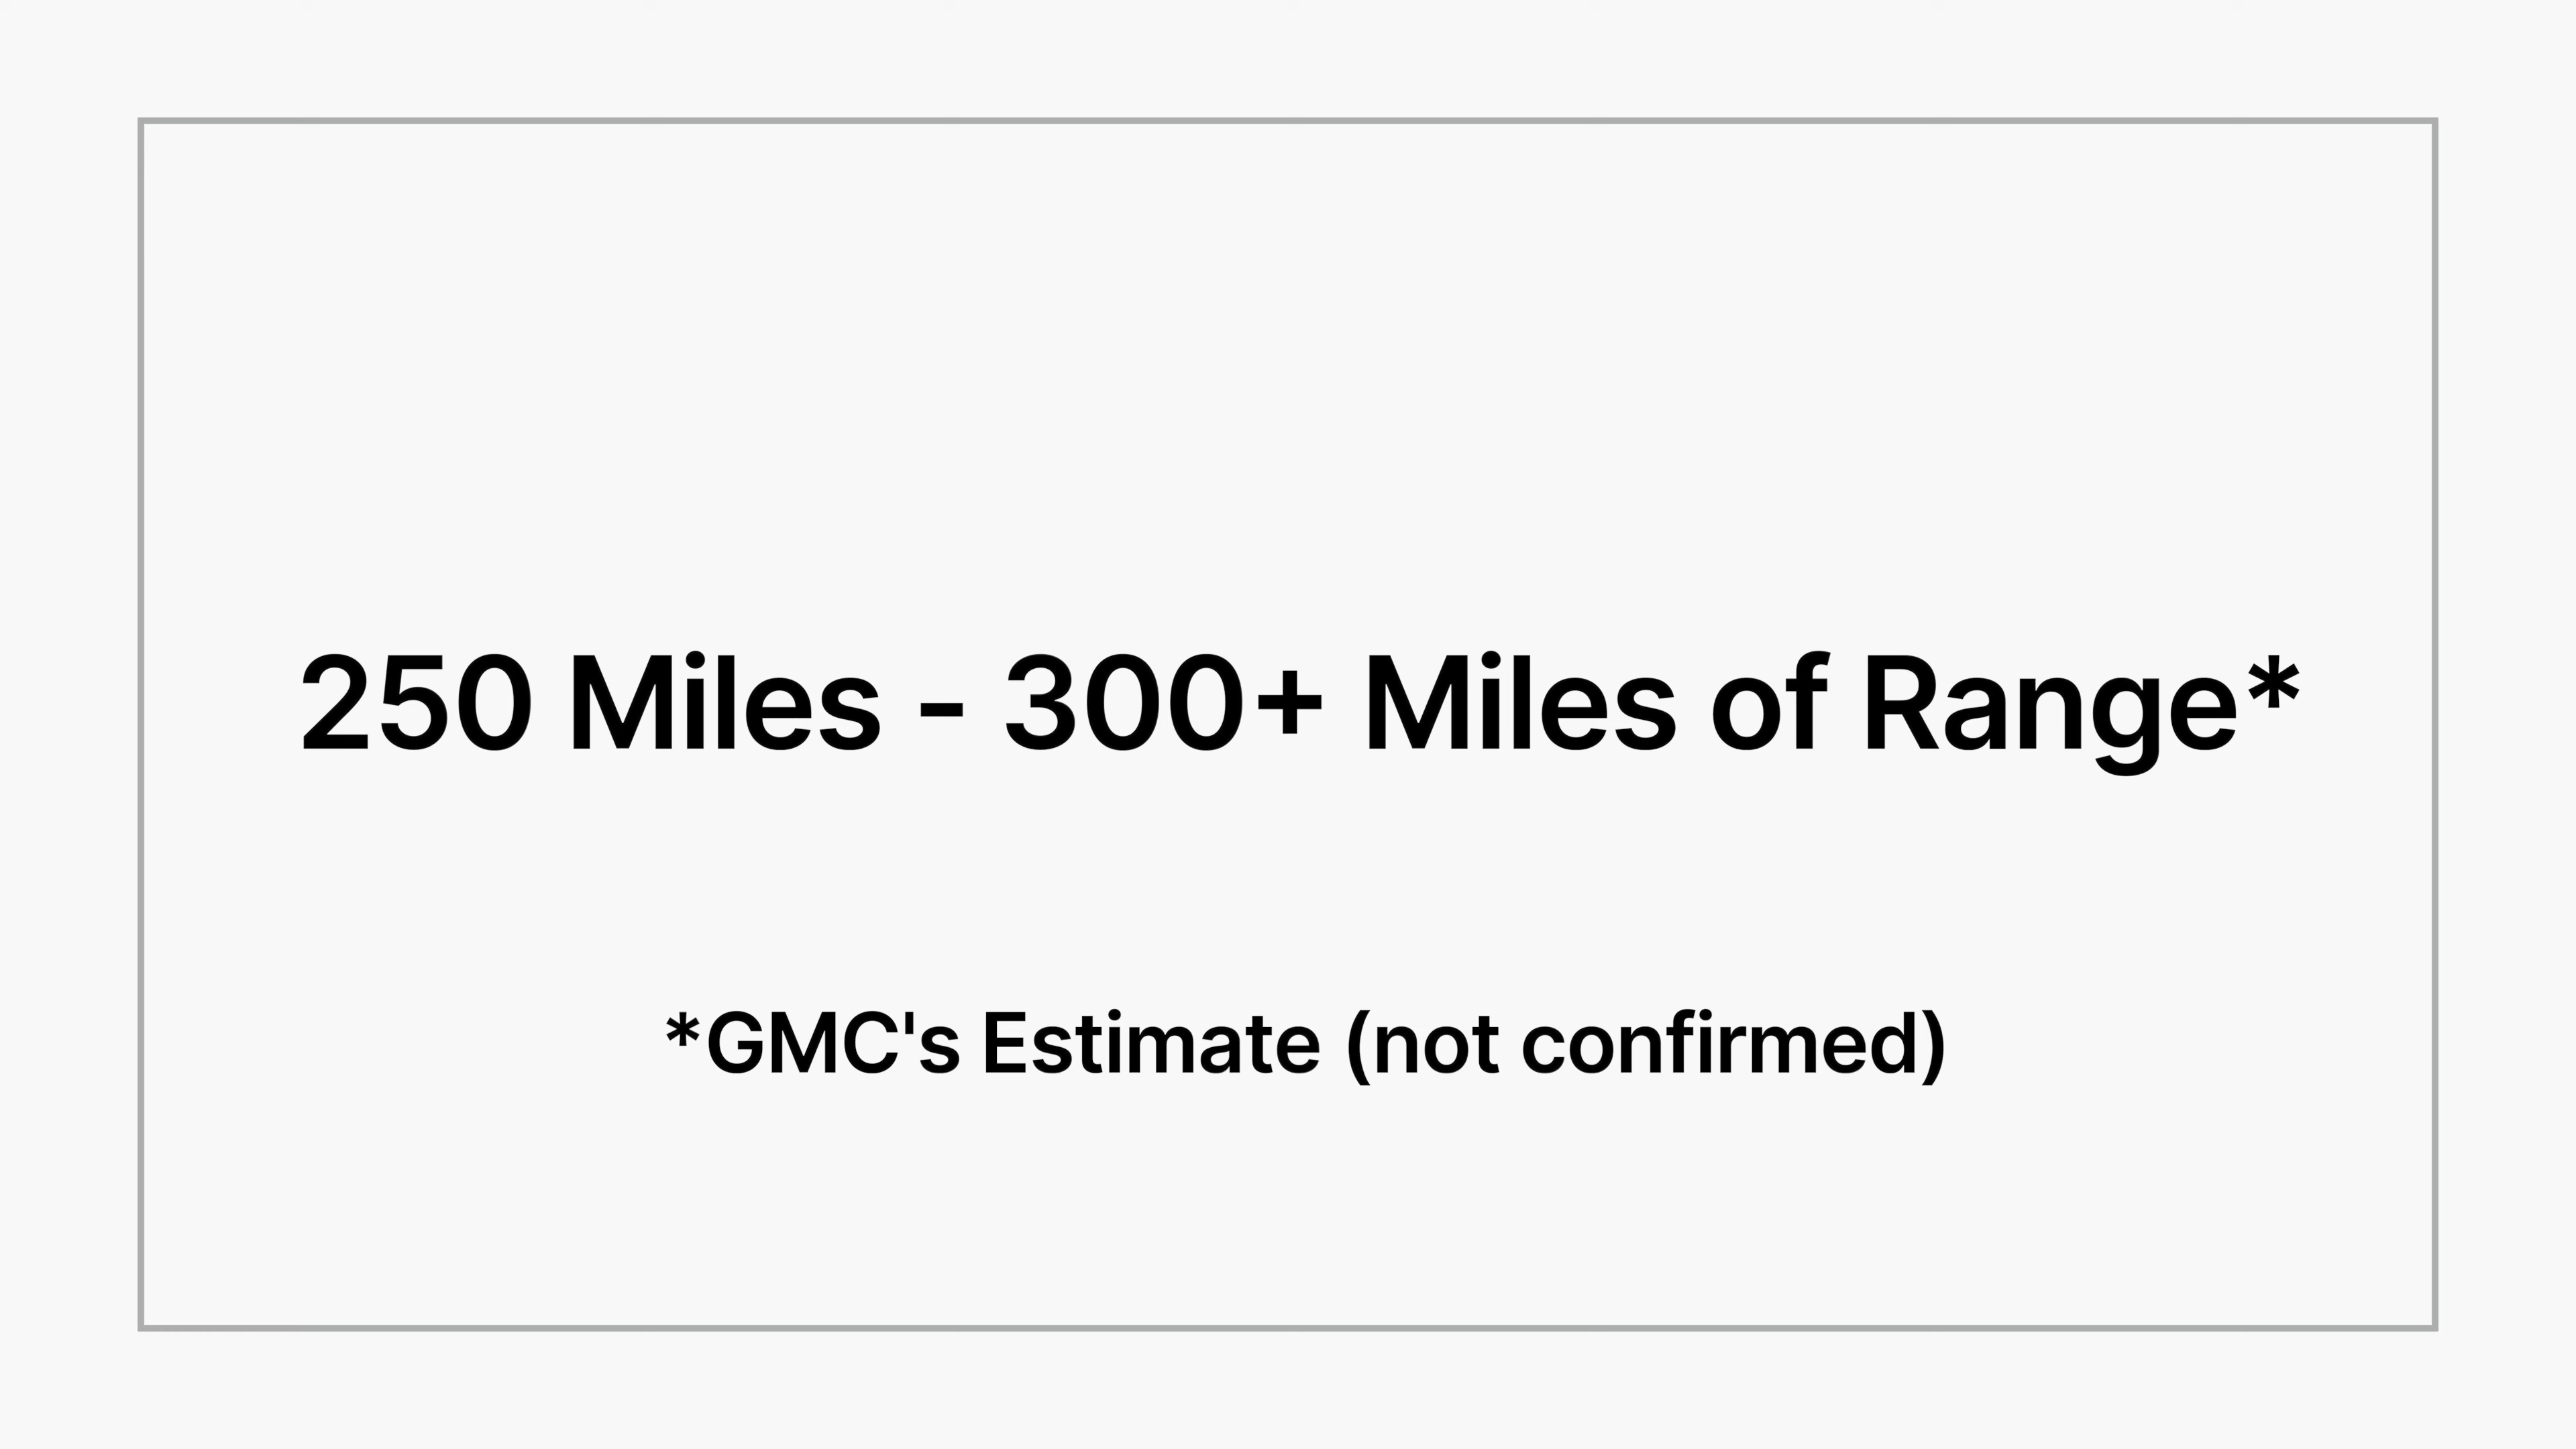 250 Miles - 300+ Miles of Range*
*GMC's Estimate (not confirmed)